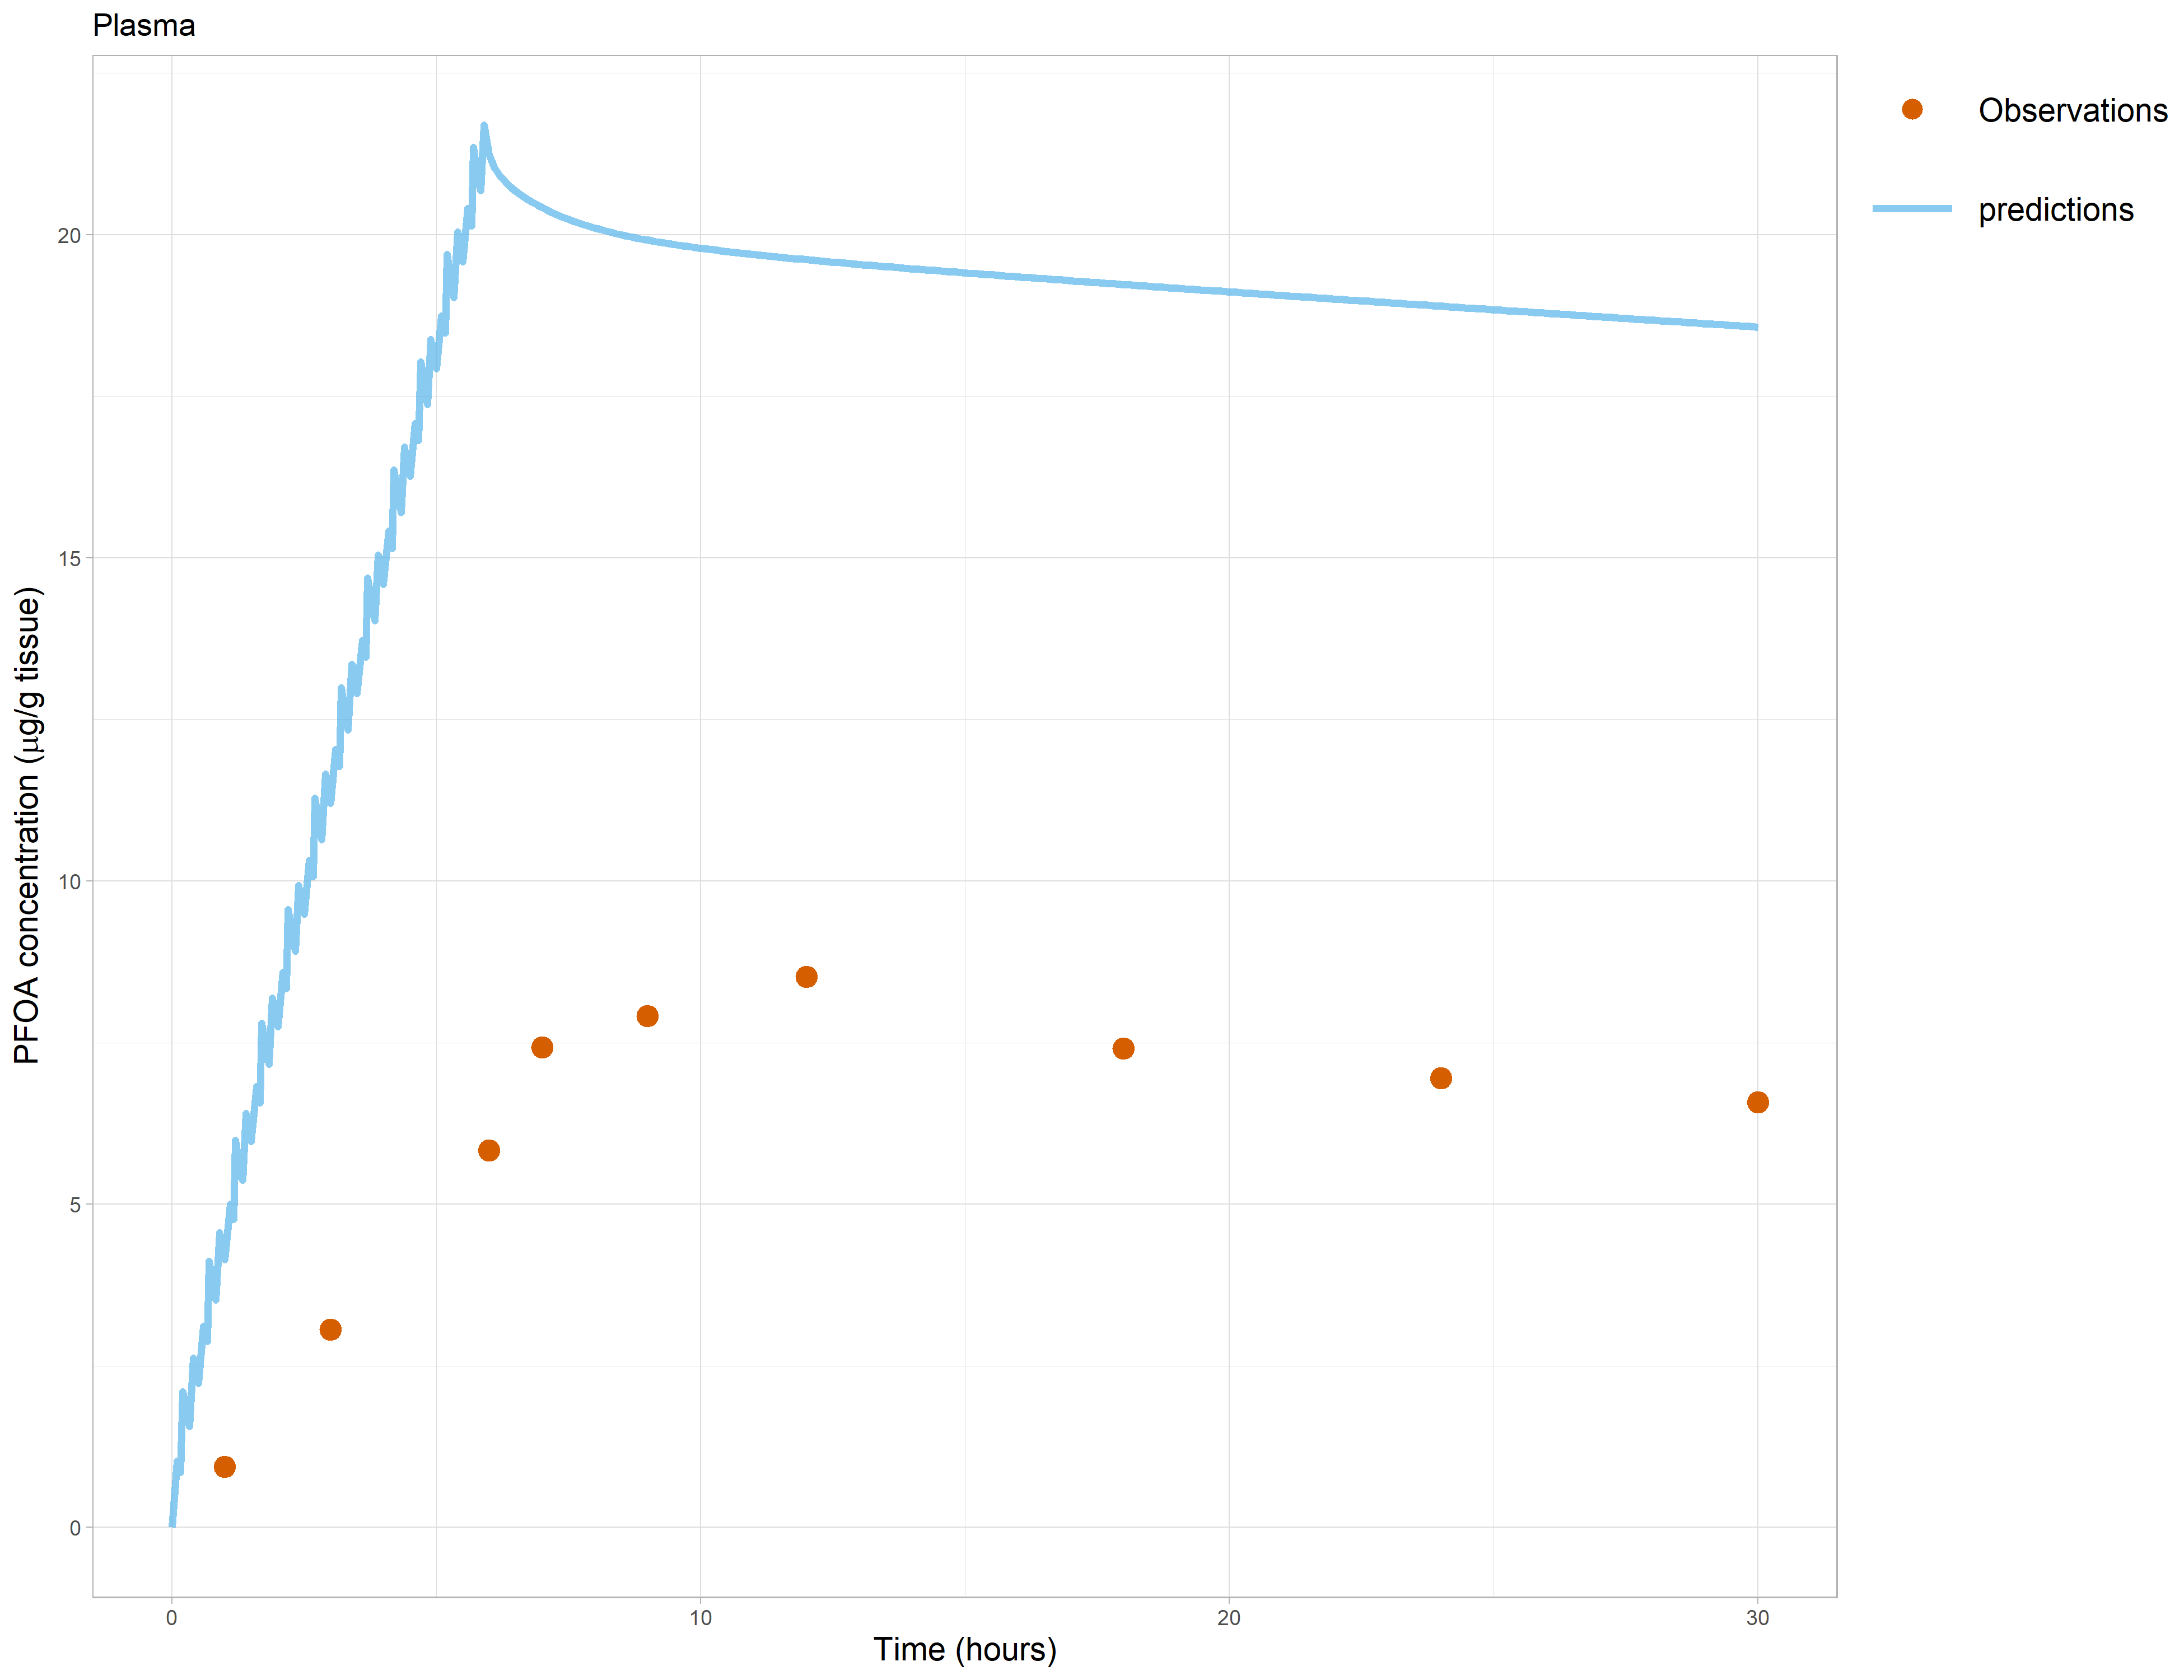 Plasma
Observations
predictions
PFOA concentration (μg/g tissue)
20
15
10
5
0
0 10 20 30
Time (hours)